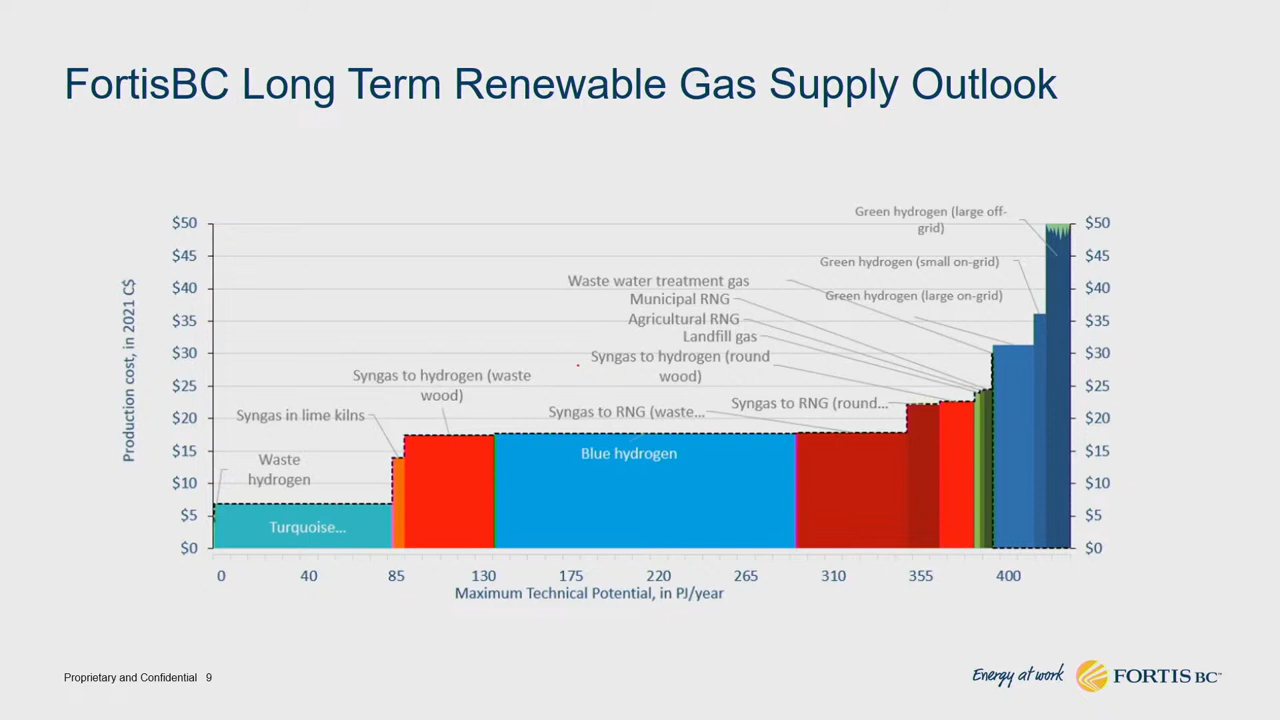 FortisBC Long Term Renewable Gas Supply Outlook
Green hydrogen (large off-
grid)
$50
$50
$45
$45
Green hydrogen (small on-grid)
Waste water treatment gas
$40
$40
Green hydrogen (large on-grid)
Municipal RNG
Agricultural RNG
$35
$35
Landfill gas
$30
$30
Syngas to hydrogen (round
wood)
$25
$25
Syngas to hydrogen (waste
wood)
Syngas to RNG (round...
Syngas to RNG (waste...
Syngas in lime kilns
$20
$20
$15
$15
Blue hydrogen
Waste
hydrogen
$10
$10
$5
$5
Turquoise...
$0
$0
Production cost, in 2021 C$
0 40 85 130 175 220 265 310 355 400
Maximum Technical Potential, in PJ/year
Proprietary and Confidential 9
Energy at work
FORTIS BC™